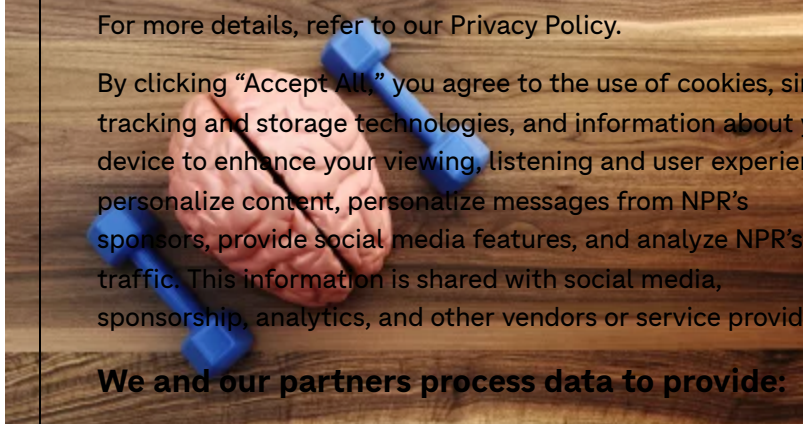 For more details, refer to our Privacy Policy.
By clicking “Accept All,” you agree to the use of cookies,
tracking and storage technologies, and information about
device to enhance your viewing, listening and user
personalize content, personalize messages from NPR’s
sponsors, provide social media features, and analyze NPR’s
traffic. This information is shared with social media,
sponsorship, analytics, and other vendors or service
We and our partners process data to provide: